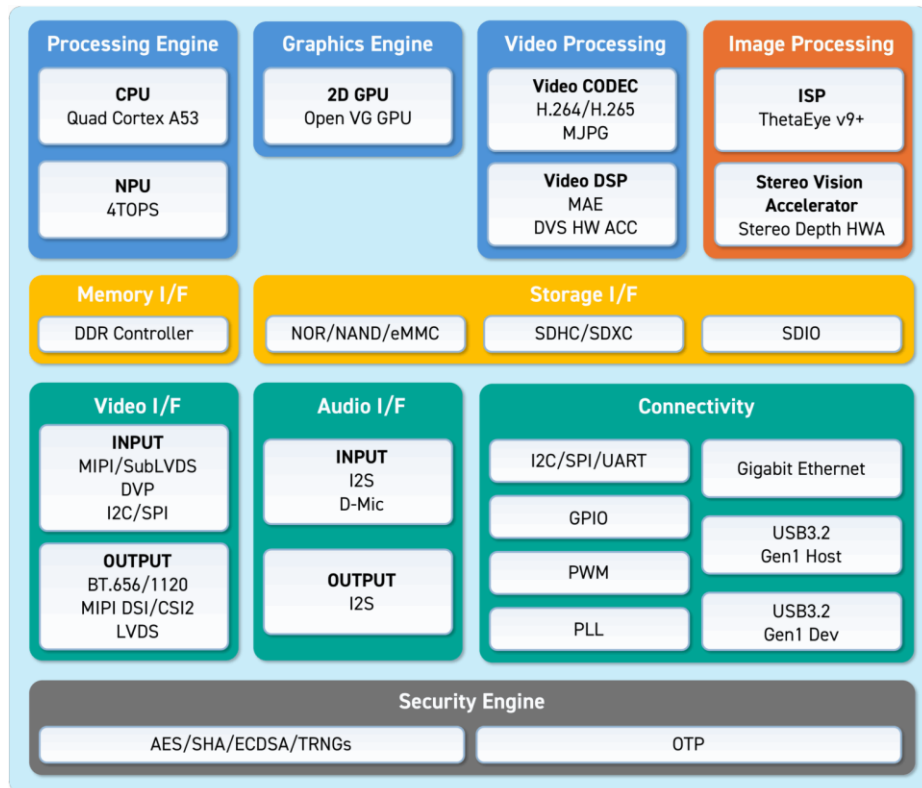 Processing Engine
CPU
Quad Cortex A53
NPU
4TOPS
Graphics Engine
2D GPU
Open VG GPU
Video Processing
Video CODEC
H.264/H.265
MJPG
Video DSP
MAE
DVS HW ACC
Image Processing
ISP
ThetaEye v9+
Stereo Vision
Accelerator
Stereo Depth HWA
Memory I/F
DDR Controller
Storage I/F
NOR/NAND/eMMC
SDHC/SDXC
SDIO
Video I/F
INPUT
MIPI/SubLVDS
DVP
I2C/SPI
OUTPUT
BT.656/1120
MIPI DSI/CSI2
LVDS
Audio I/F
INPUT
I2S
D-Mic
OUTPUT
I2S
Connectivity
I2C/SPI/UART
GPIO
PWM
PLL
Gigabit Ethernet
USB3.2
Gen1 Host
USB3.2
Gen1 Dev
Security Engine
AES/SHA/ECDSA/TRNGs
OTP